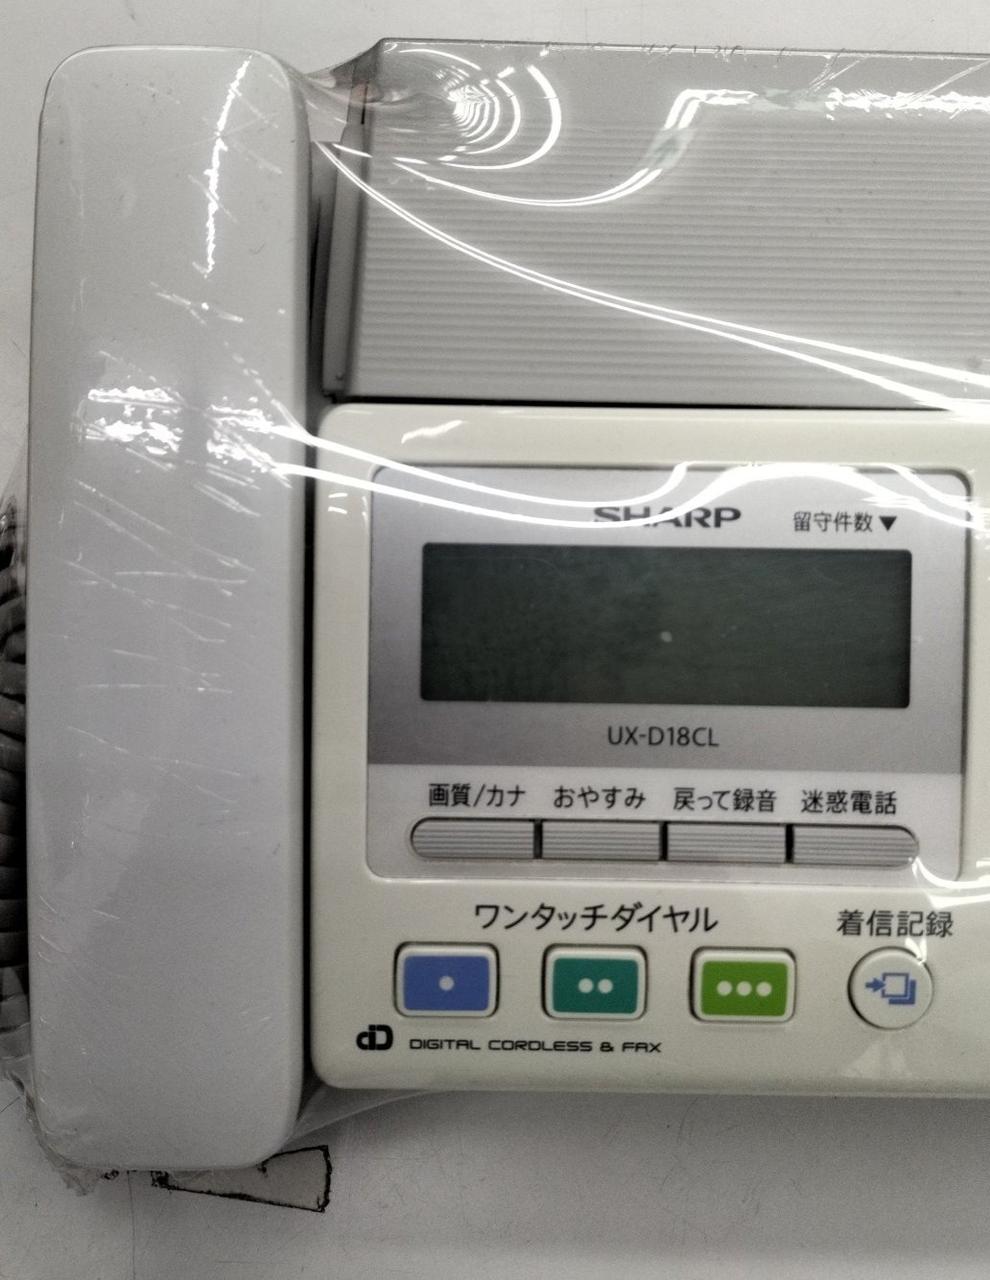 SHARP
留守件数▼
UX-D18CL
画質/カナ おやすみ 戻って録音 迷惑電話
ワンタッチダイヤル 着信記録
DIGITAL CORDLESS & FAX